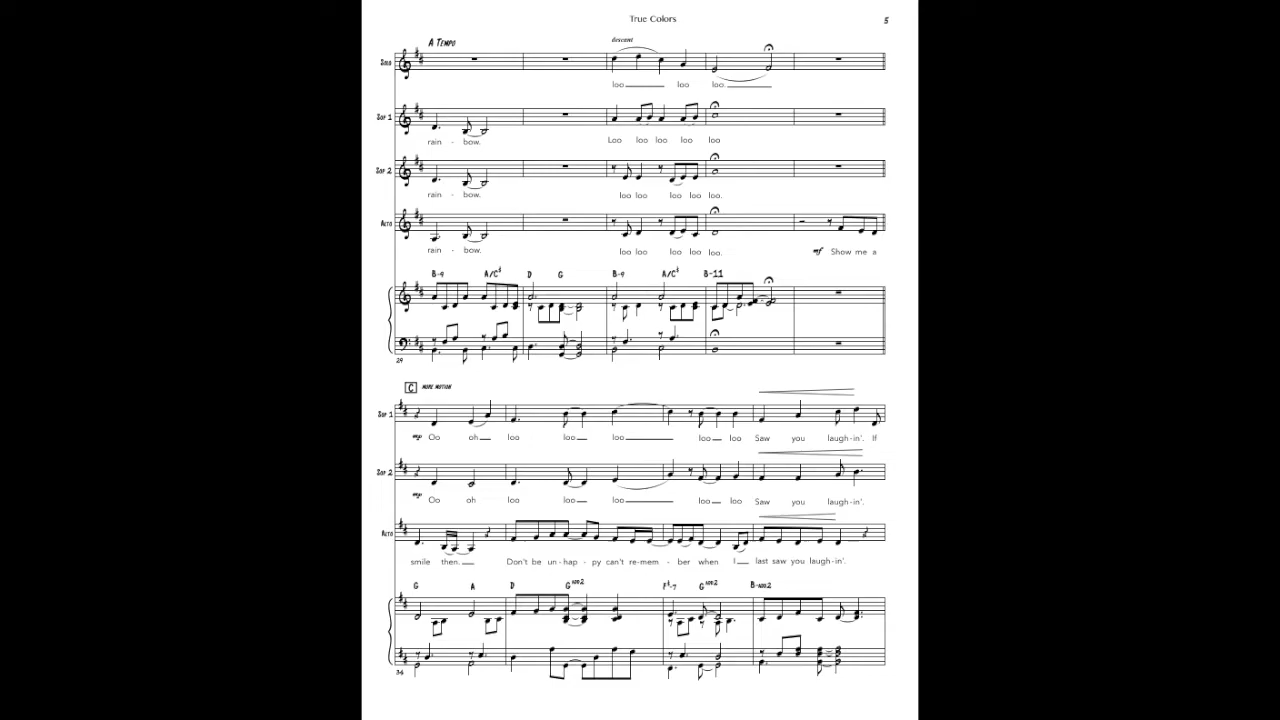 True Colors
5
A TEMPO
descant
SOLO
loo loo loo.
SOP 1
rain - bow. Loo loo loo loo loo
SOP 2
rain - bow. loo loo loo loo loo.
ALTO
rain - bow. loo loo loo loo loo. mf Show me a
B-9 A/C# D G B-9 A/C# B-11
29
C MORE MOTION
SOP 1
mp Oo oh loo loo loo loo loo Saw you laugh-in'. If
SOP 2
mp Oo oh loo loo loo loo loo Saw you laugh-in'.
ALTO
smile then. Don't be un-hap-py can't re-mem-ber when I last saw you laugh-in'.
G A D Gadd2 F#-7 Gadd2 B-add2
34